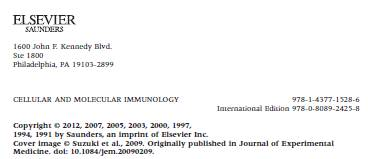 ELSEVIER
SAUNDERS
1600 John F. Kennedy Blvd.
Ste 1800
Philadelphia, PA 19103-2899
CELLULAR AND MOLECULAR IMMUNOLOGY 978-1-4377-1528-6
International Edition 978-0-8089-2425-8
Copyright © 2012, 2007, 2005, 2003, 2000, 1997,
1994, 1991 by Saunders, an imprint of Elsevier Inc.
Cover image © Suzuki et al., 2009. Originally published in Journal of Experimental
Medicine. doi: 10.1084/jem.20090209.